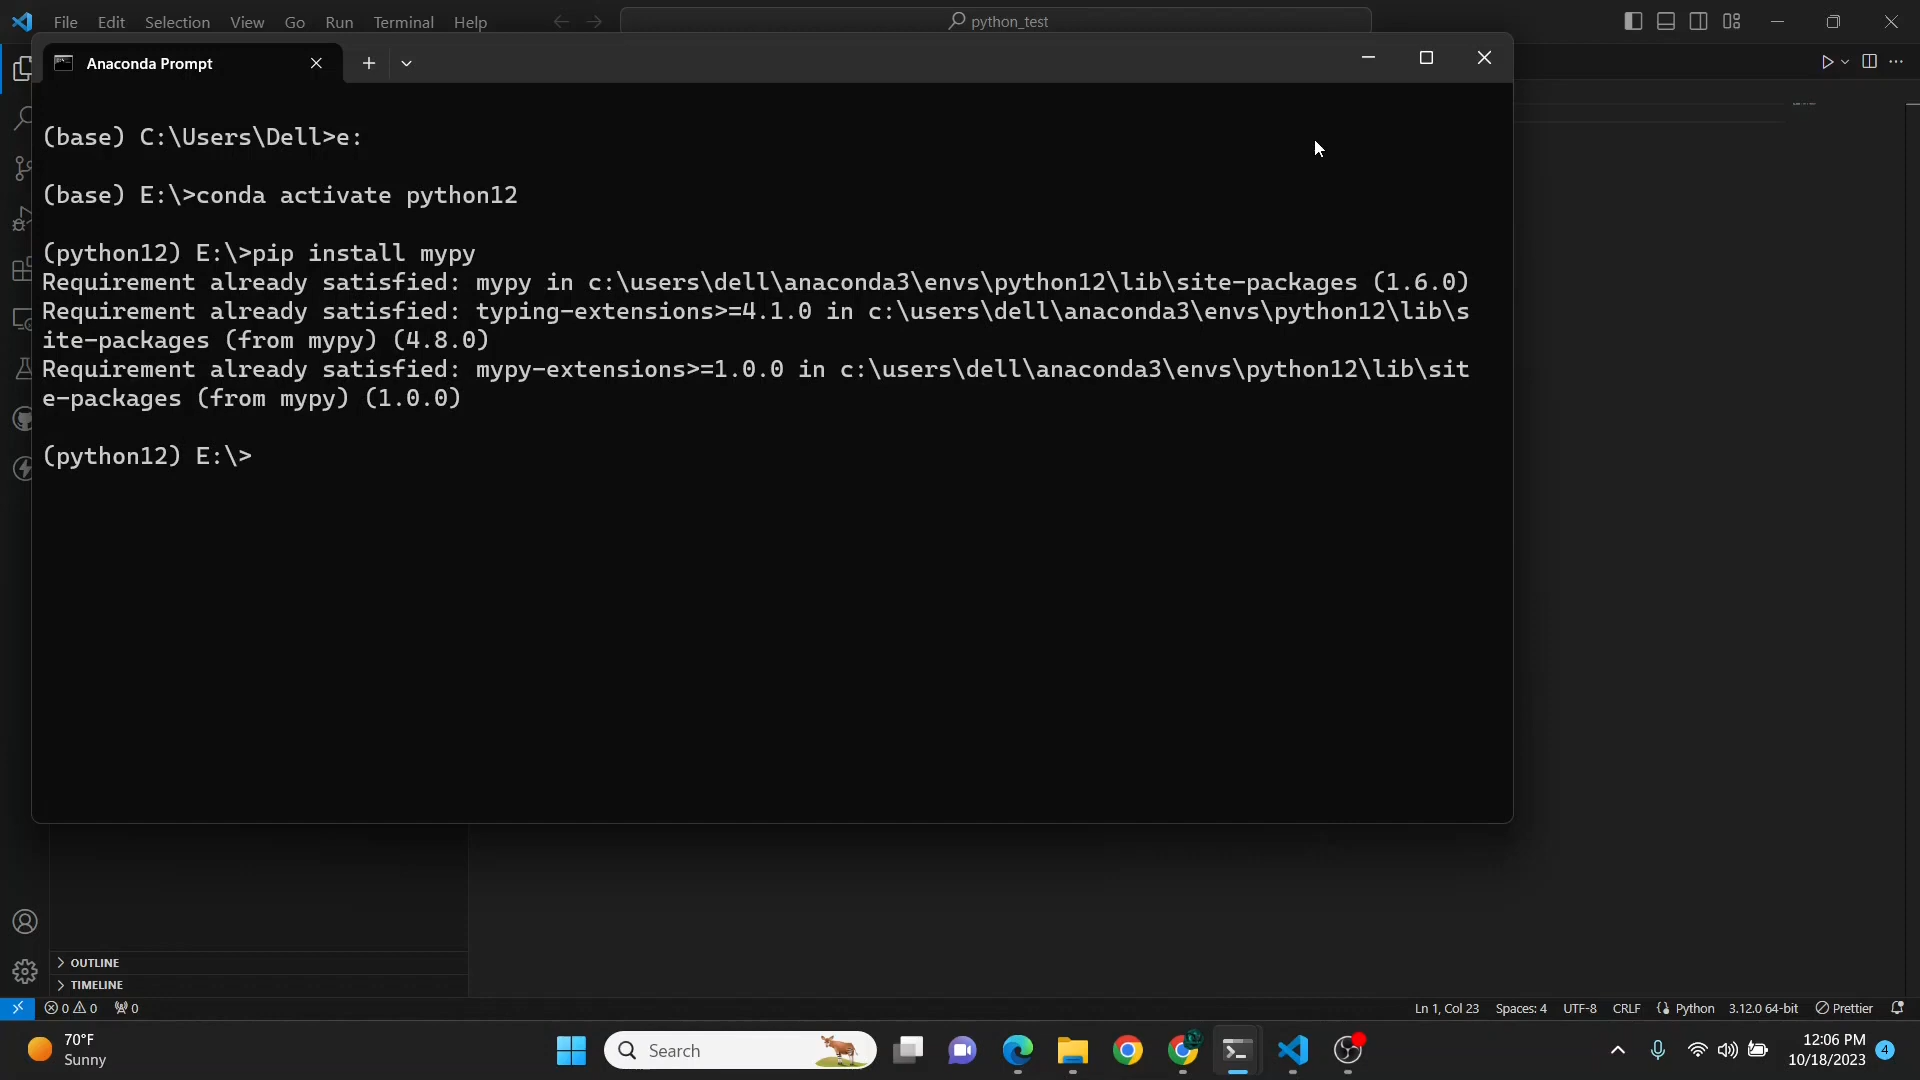 File Edit Selection View Go Run Terminal Help
python_test
Anaconda Prompt
(base) C:\Users\Dell>e:
(base) E:\>conda activate python12
(python12) E:\>pip install mypy
Requirement already satisfied: mypy in c:\users\dell\anaconda3\envs\python12\lib\site-packages (1.6.0)
Requirement already satisfied: typing-extensions>=4.1.0 in c:\users\dell\anaconda3\envs\python12\lib\s
ite-packages (from mypy) (4.8.0)
Requirement already satisfied: mypy-extensions>=1.0.0 in c:\users\dell\anaconda3\envs\python12\lib\sit
e-packages (from mypy) (1.0.0)
(python12) E:\>
OUTLINE
TIMELINE
0 0 0 Ln 1, Col 23 Spaces: 4 UTF-8 CRLF Python 3.12.0 64-bit Prettier
70°F
Sunny
Search
12:06 PM
10/18/2023
4